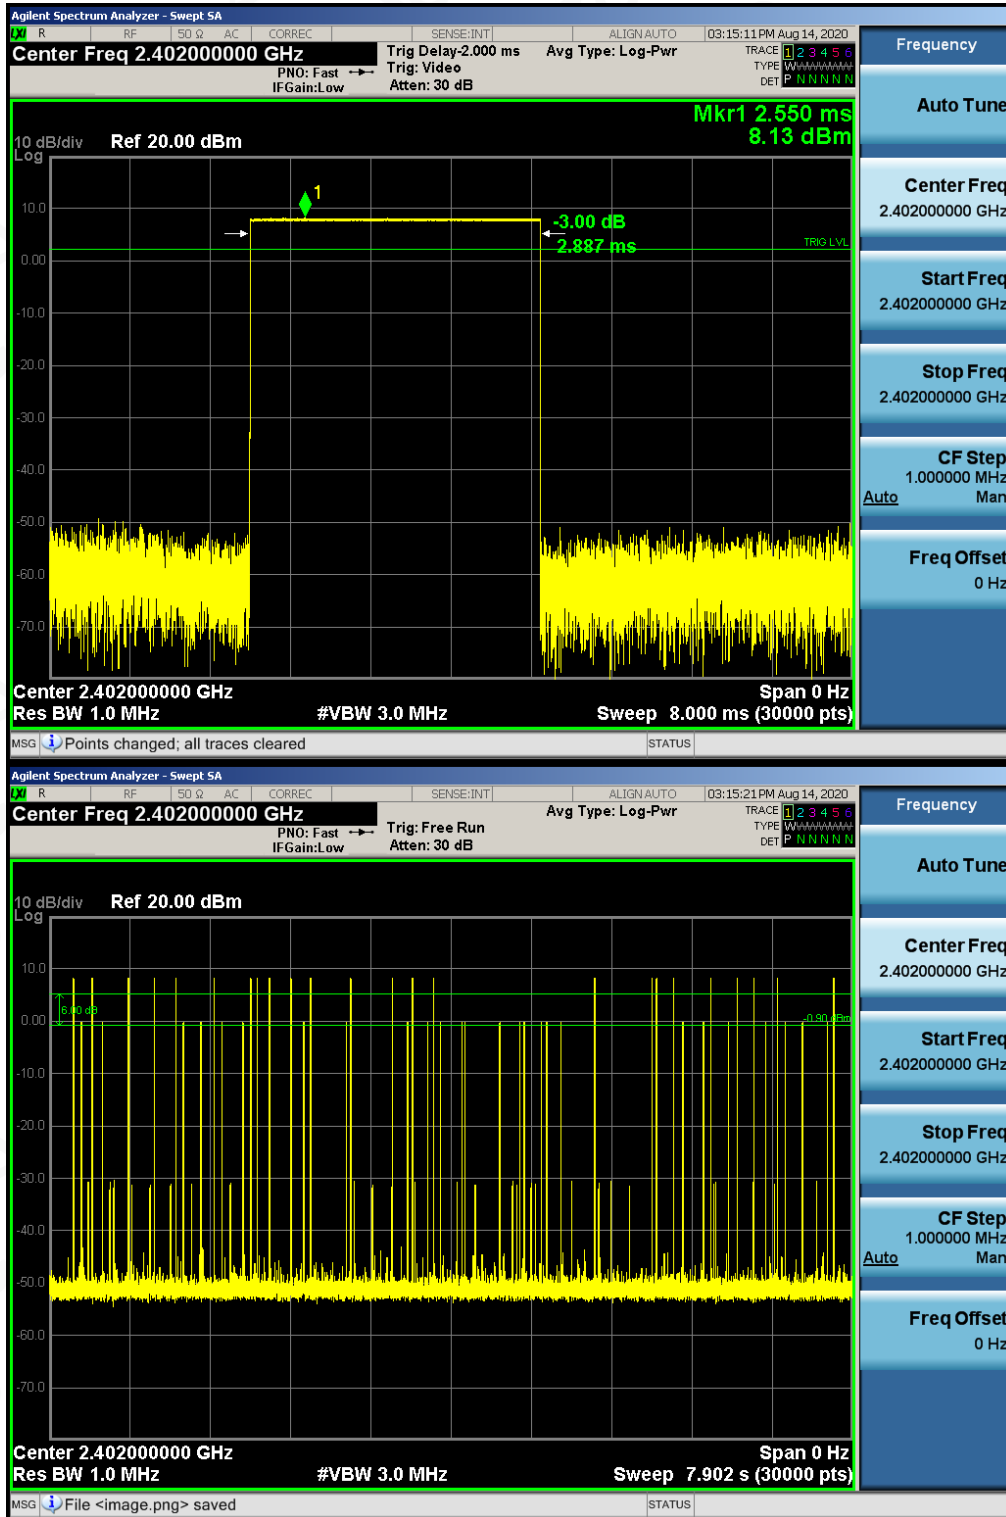 Agilent Spectrum Analyzer - Swept SA
LXI R RF 50 Ω AC CORREC SENSE:INT ALIGN AUTO 03:15:11 PM Aug 14, 2020
Center Freq 2.402000000 GHz
PNO: Fast
IFGain:Low
Trig Delay-2.000 ms
Trig: Video
Atten: 30 dB
Avg Type: Log-Pwr
TRACE 1 2 3 4 5 6
TYPE W
DET P N N N N N
Mkr1 2.550 ms
8.13 dBm
10 dB/div
Log
Ref 20.00 dBm
1
10.0
-3.00 dB
2.887 ms
TRIG LVL
0.00
-10.0
-20.0
-30.0
-40.0
-50.0
-60.0
-70.0
Center 2.402000000 GHz Span 0 Hz
Res BW 1.0 MHz #VBW 3.0 MHz Sweep 8.000 ms (30000 pts)
MSG Points changed; all traces cleared STATUS
Frequency
Auto Tune
Center Freq
2.402000000 GHz
Start Freq
2.402000000 GHz
Stop Freq
2.402000000 GHz
CF Step
1.000000 MHz
Auto Man
Freq Offset
0 Hz
Agilent Spectrum Analyzer - Swept SA
LXI R RF 50 Ω AC CORREC SENSE:INT ALIGN AUTO 03:15:21 PM Aug 14, 2020
Center Freq 2.402000000 GHz
PNO: Fast
IFGain:Low
Trig: Free Run
Atten: 30 dB
Avg Type: Log-Pwr
TRACE 1 2 3 4 5 6
TYPE W
DET P N N N N N
10 dB/div
Log
Ref 20.00 dBm
10.0
6.00 dB
0.00
-0.90 dBm
-10.0
-20.0
-30.0
-40.0
-50.0
-60.0
-70.0
Center 2.402000000 GHz Span 0 Hz
Res BW 1.0 MHz #VBW 3.0 MHz Sweep 7.902 s (30000 pts)
MSG File <image.png> saved STATUS
Frequency
Auto Tune
Center Freq
2.402000000 GHz
Start Freq
2.402000000 GHz
Stop Freq
2.402000000 GHz
CF Step
1.000000 MHz
Auto Man
Freq Offset
0 Hz